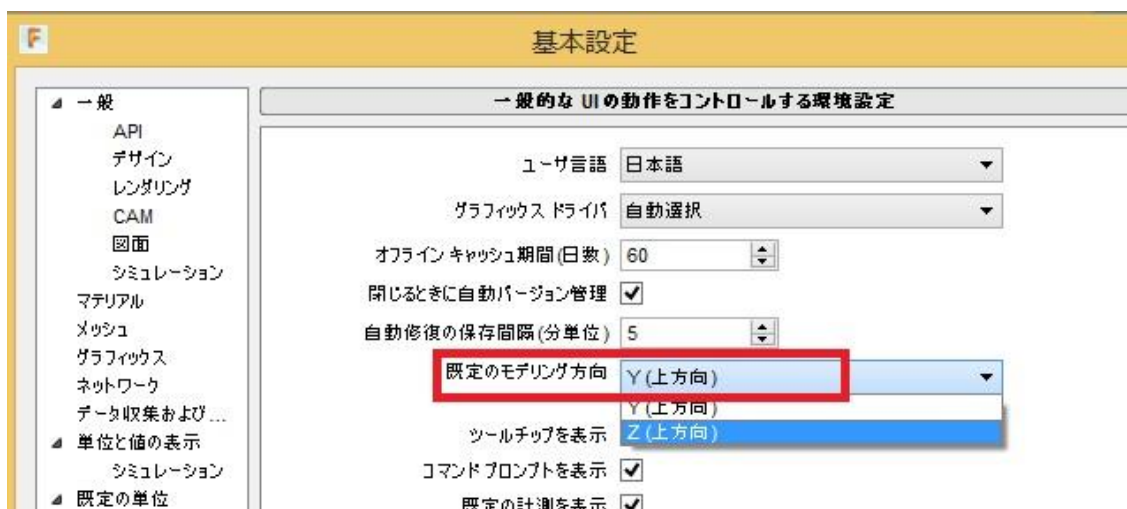 基本設定
一般
API
デザイン
レンダリング
CAM
図面
シミュレーション
マテリアル
メッシュ
グラフィックス
ネットワーク
データ収集および...
単位と値の表示
シミュレーション
既定の単位
一般的な UI の動作をコントロールする環境設定
ユーザ言語 日本語
グラフィックス ドライバ 自動選択
オフライン キャッシュ期間(日数) 60
閉じるときに自動バージョン管理
自動修復の保存間隔(分単位) 5
既定のモデリング方向 Y (上方向)
Y (上方向)
Z (上方向)
ツールチップを表示
コマンド プロンプトを表示
既定の計測を表示